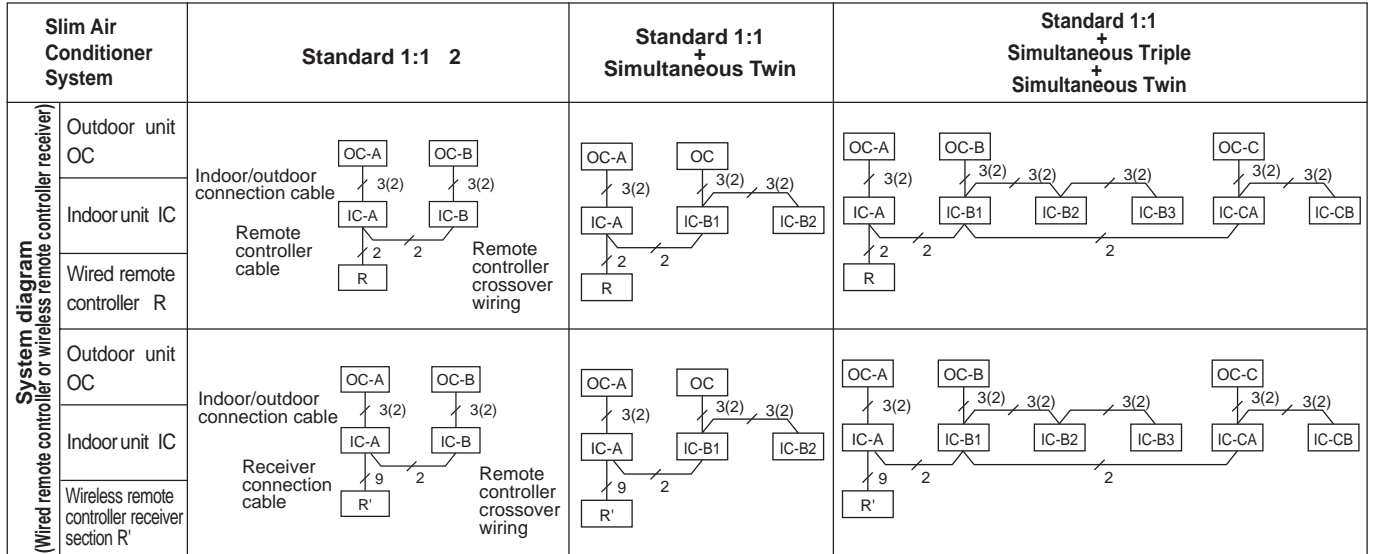 Slim Air
Conditioner
System
Standard 1:1 2
Standard 1:1
+
Simultaneous Twin
Standard 1:1
+
Simultaneous Triple
+
Simultaneous Twin
System diagram
(Wired remote controller or wireless remote controller receiver)
Outdoor unit
OC
Indoor unit IC
Wired remote
controller R
OC-A OC-B
Indoor/outdoor
connection cable
3(2) 3(2)
IC-A IC-B
Remote
controller
cable
2 2
Remote
controller
crossover
wiring
R
OC-A OC
3(2) 3(2) 3(2)
IC-A IC-B1 IC-B2
2 2
R
OC-A OC-B OC-C
3(2) 3(2) 3(2) 3(2) 3(2) 3(2)
IC-A IC-B1 IC-B2 IC-B3 IC-CA IC-CB
2 2 2
R
Outdoor unit
OC
Indoor unit IC
Wireless remote
controller receiver
section R'
OC-A OC-B
Indoor/outdoor
connection cable
3(2) 3(2)
IC-A IC-B
Receiver
connection
cable
9 2
Remote
controller
crossover
wiring
R'
OC-A OC
3(2) 3(2) 3(2)
IC-A IC-B1 IC-B2
9 2
R'
OC-A OC-B OC-C
3(2) 3(2) 3(2) 3(2) 3(2) 3(2)
IC-A IC-B1 IC-B2 IC-B3 IC-CA IC-CB
9 2 2
R'